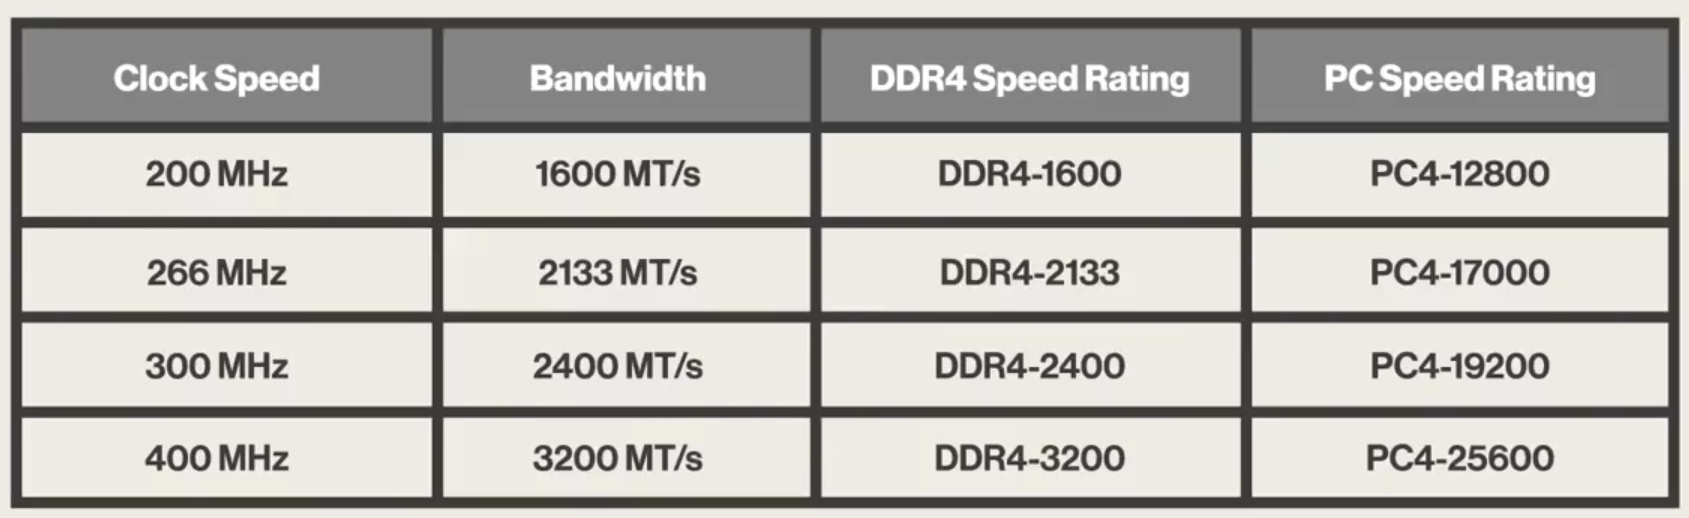 Clock Speed Bandwidth DDR4 Speed Rating PC Speed Rating
200 MHz 1600 MT/s DDR4-1600 PC4-12800
266 MHz 2133 MT/s DDR4-2133 PC4-17000
300 MHz 2400 MT/s DDR4-2400 PC4-19200
400 MHz 3200 MT/s DDR4-3200 PC4-25600